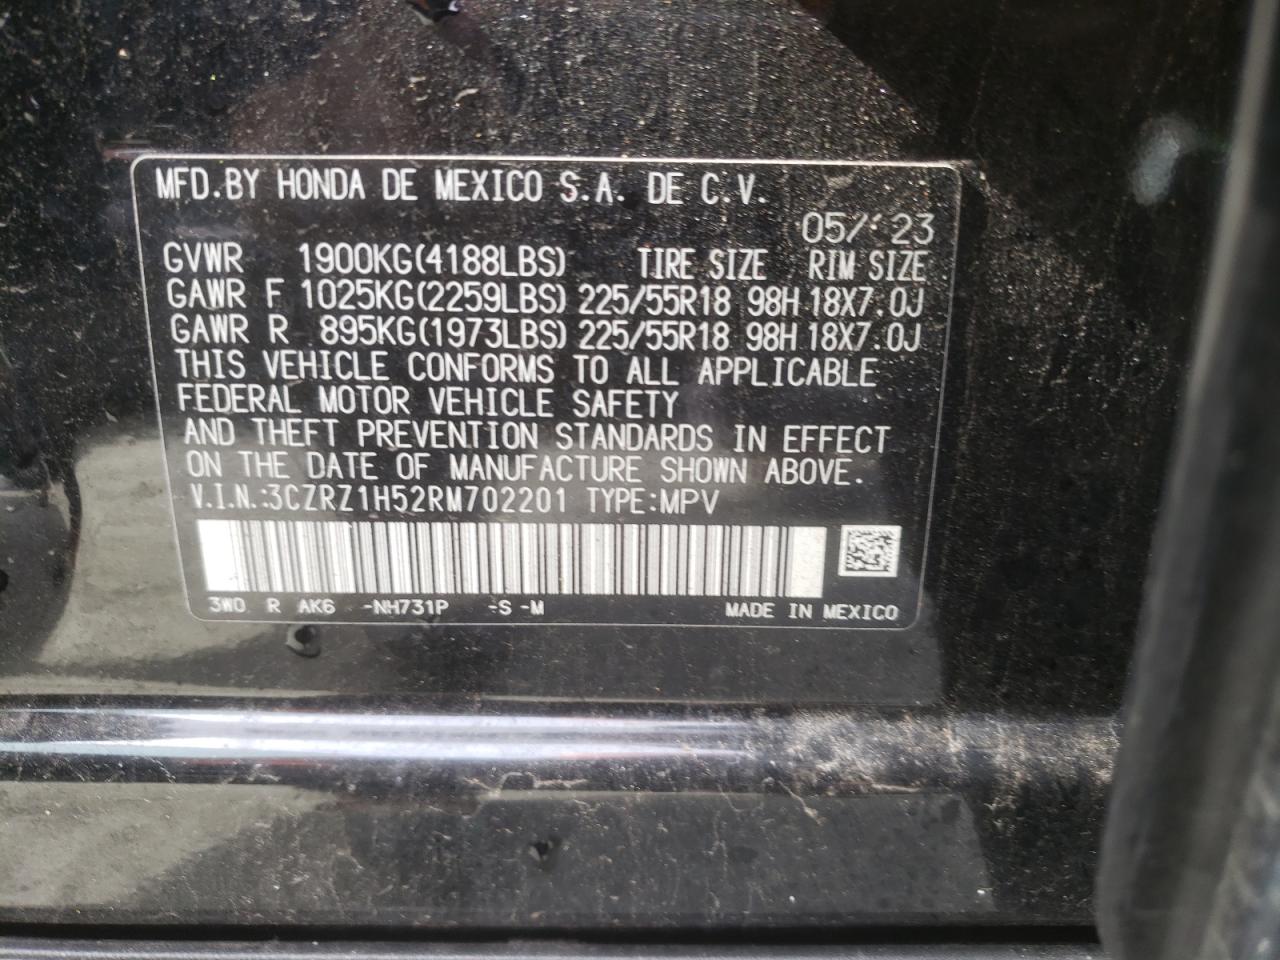 MFD.BY HONDA DE MEXICO S.A. DE C.V.
05/ 23
GVWR 1900KG(4188LBS) TIRE SIZE RIM SIZE
GAWR F 1025KG(2259LBS) 225/55R18 98H 18X7.0J
GAWR R 895KG(1973LBS) 225/55R18 98H 18X7.0J
THIS VEHICLE CONFORMS TO ALL APPLICABLE
FEDERAL MOTOR VEHICLE SAFETY
AND THEFT PREVENTION STANDARDS IN EFFECT
ON THE DATE OF MANUFACTURE SHOWN ABOVE.
V.I.N.:3CZRZ1H52RM702201 TYPE:MPV
3W0 R AK6 -NH731P -S -M MADE IN MEXICO